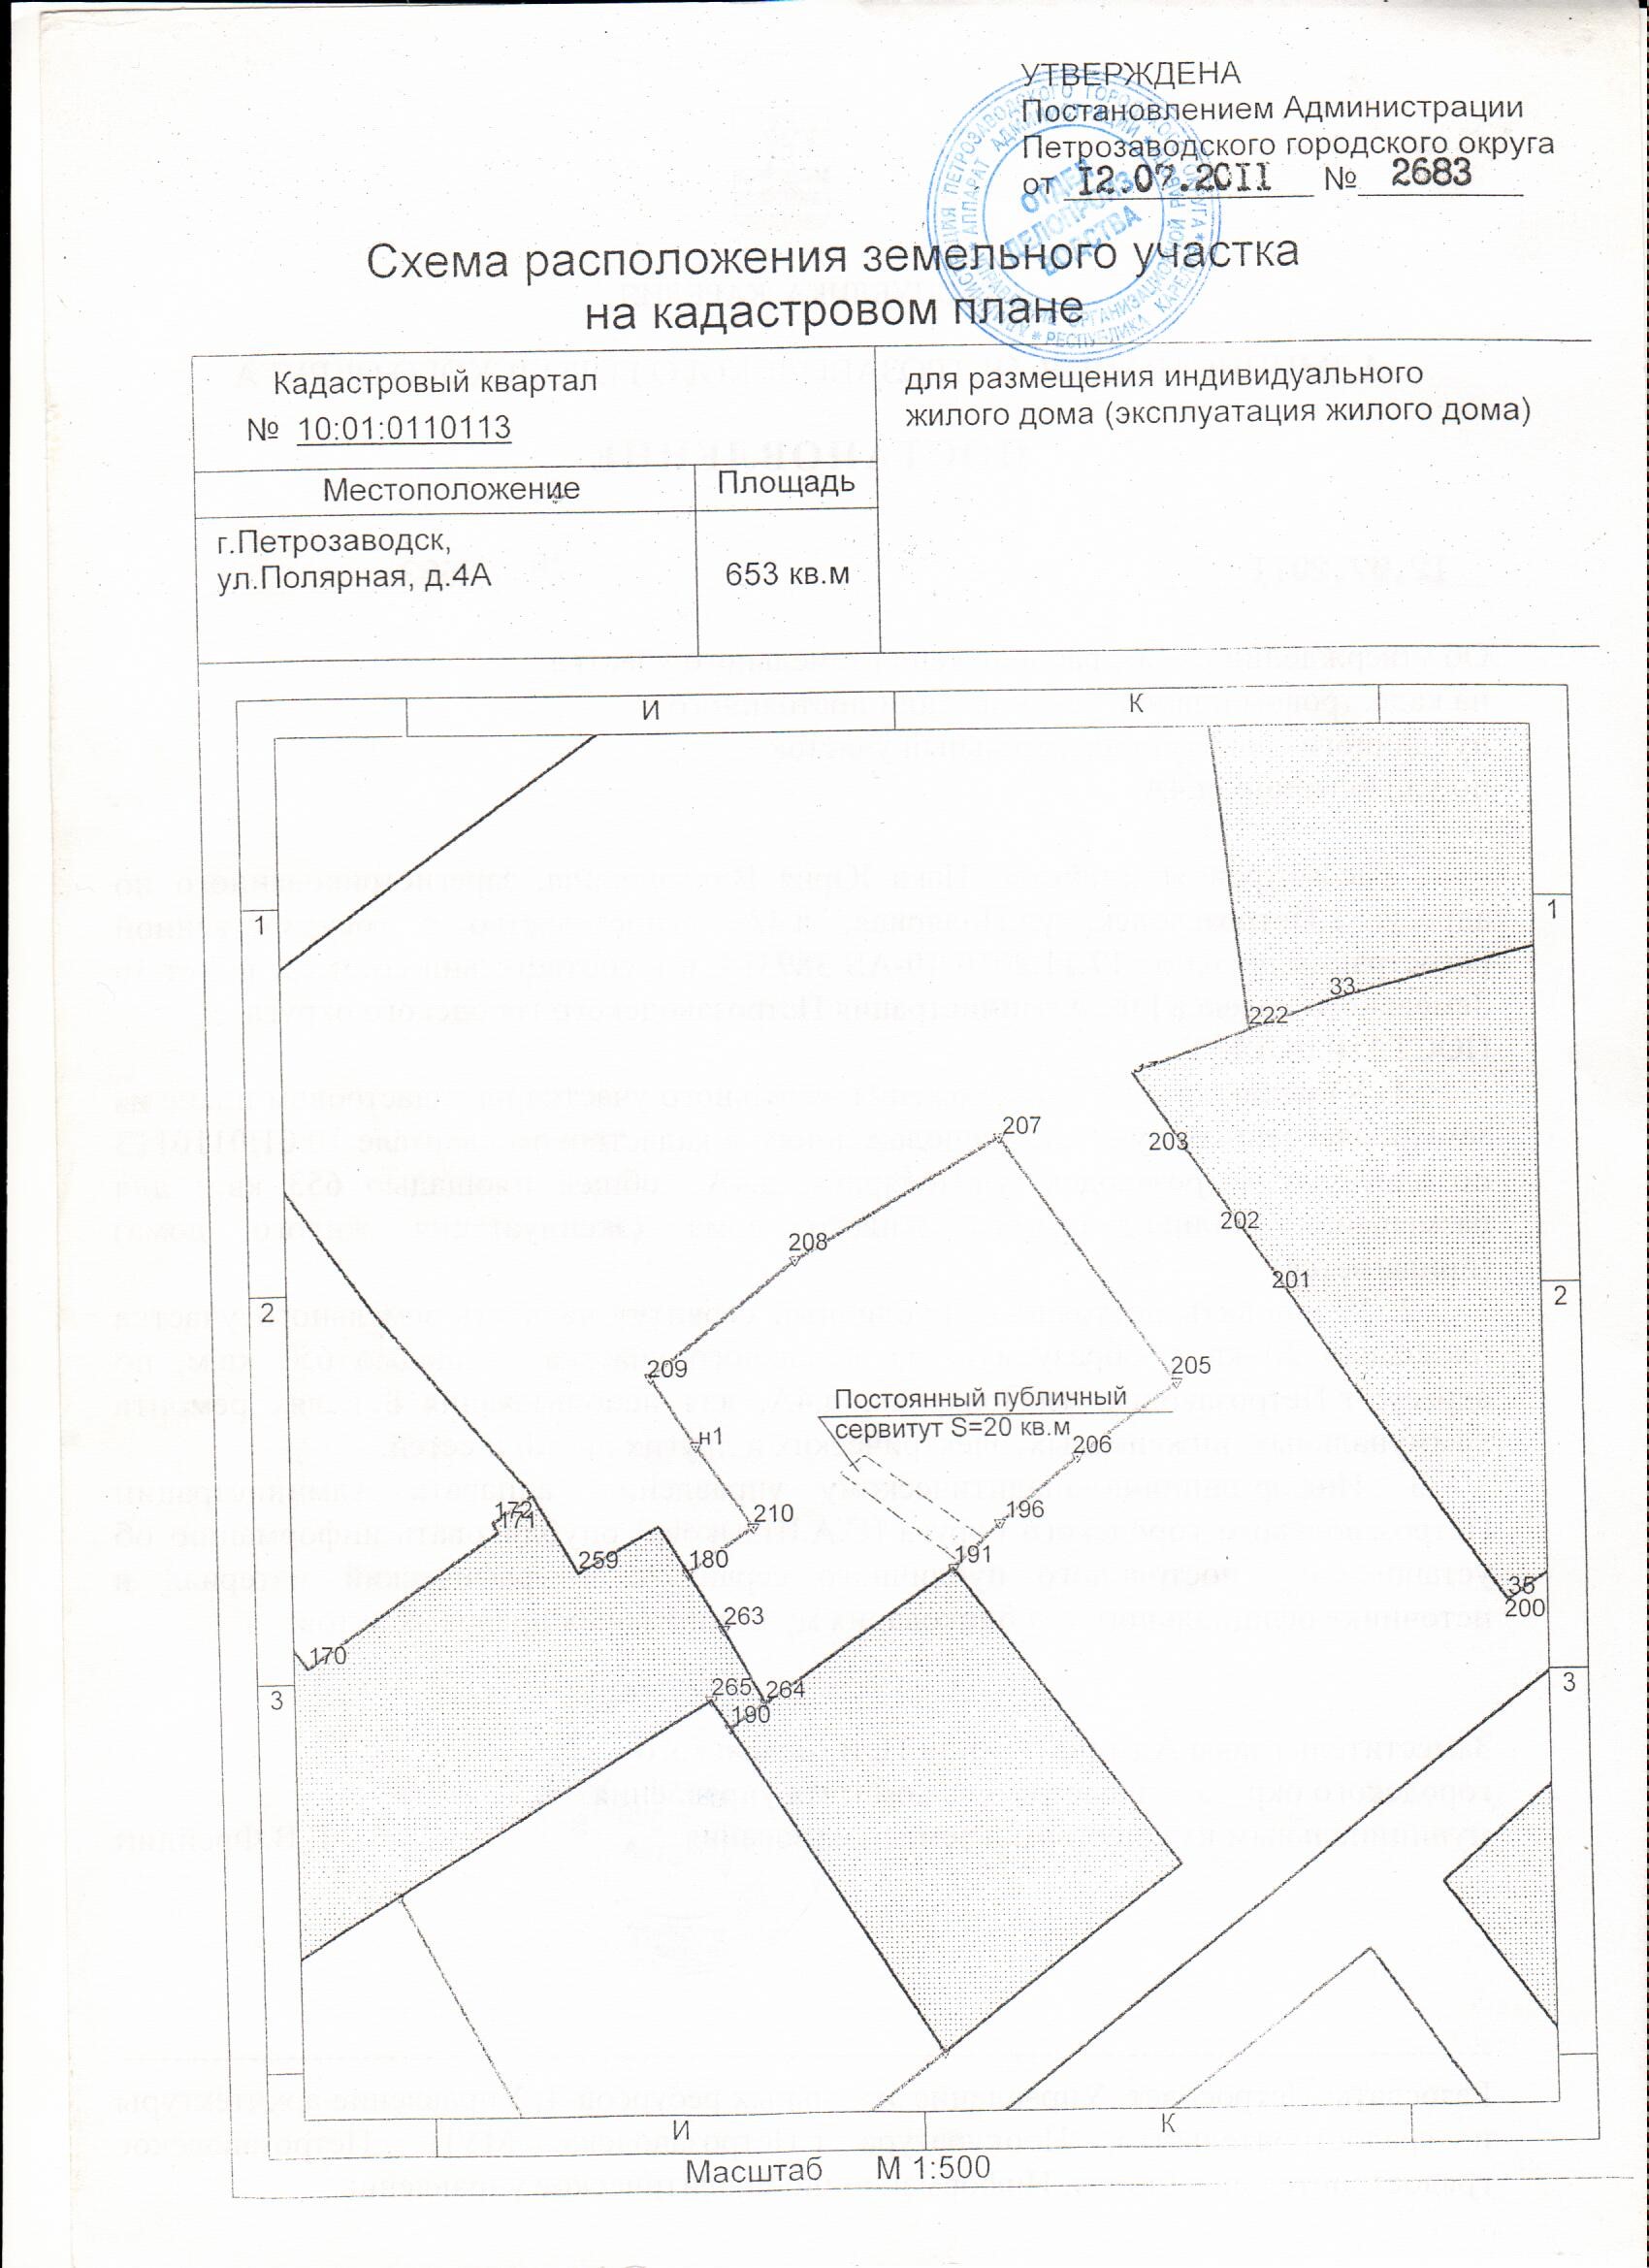 УТВЕРЖДЕНА
Постановлением Администрации
Петрозаводского городского округа
от 12.07.2011 № 2683
ОТДЕЛ
ДЕЛОПРОИЗ
ВОДСТВА
Схема расположения земельного участка
на кадастровом плане
Кадастровый квартал
№ 10:01:0110113
для размещения индивидуального
жилого дома (эксплуатация жилого дома)
Местоположение
Площадь
г.Петрозаводск,
ул.Полярная, д.4А
653 кв.м
И
К
1
1
33
222
207
203
202
208
201
2
2
209
205
Постоянный публичный
сервитут S=20 кв.м
н1
206
172
171
210
196
259
180
191
35
200
263
170
265
264
190
3
3
И
К
Масштаб М 1:500